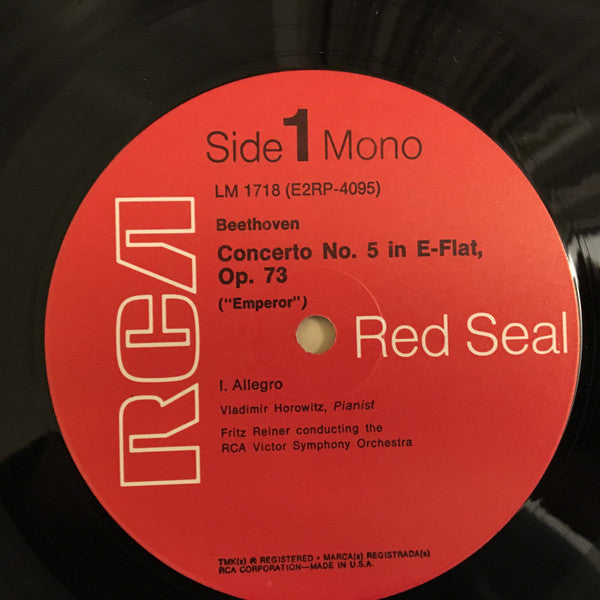 Side 1 Mono
LM 1718 (E2RP-4095)
Beethoven
Concerto No. 5 in E-Flat,
Op. 73
("Emperor")
RCA
Red Seal
I. Allegro
Vladimir Horowitz, Pianist
Fritz Reiner conducting the
RCA Victor Symphony Orchestra
TMK(s) ® REGISTERED • MARCA(s) REGISTRADA(s)
RCA CORPORATION—MADE IN U.S.A.